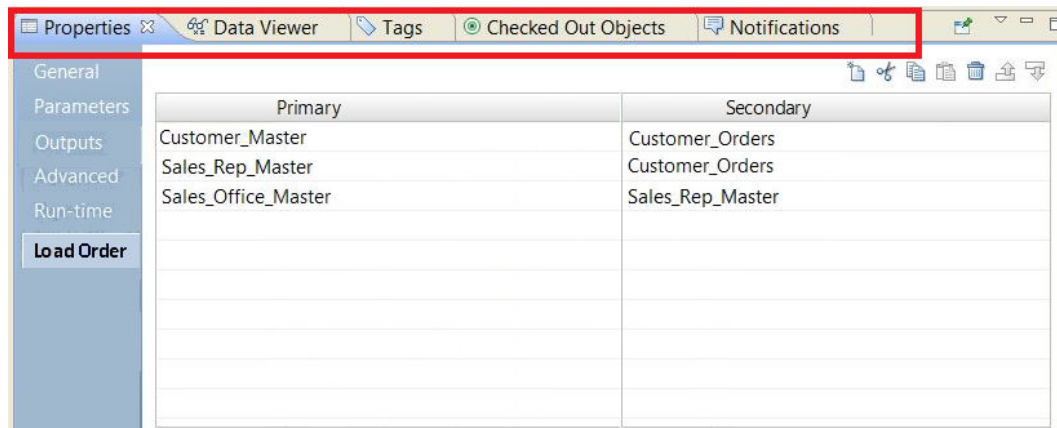 Properties Data Viewer Tags Checked Out Objects Notifications
General
Parameters
Outputs
Advanced
Run-time
Load Order
Primary Secondary
Customer_Master Customer_Orders
Sales_Rep_Master Customer_Orders
Sales_Office_Master Sales_Rep_Master